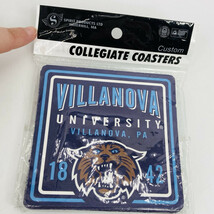 COLLEGIATE COASTERS
Custom
VILLANOVA
UNIVERSITY
VILLANOVA, PA
18 42